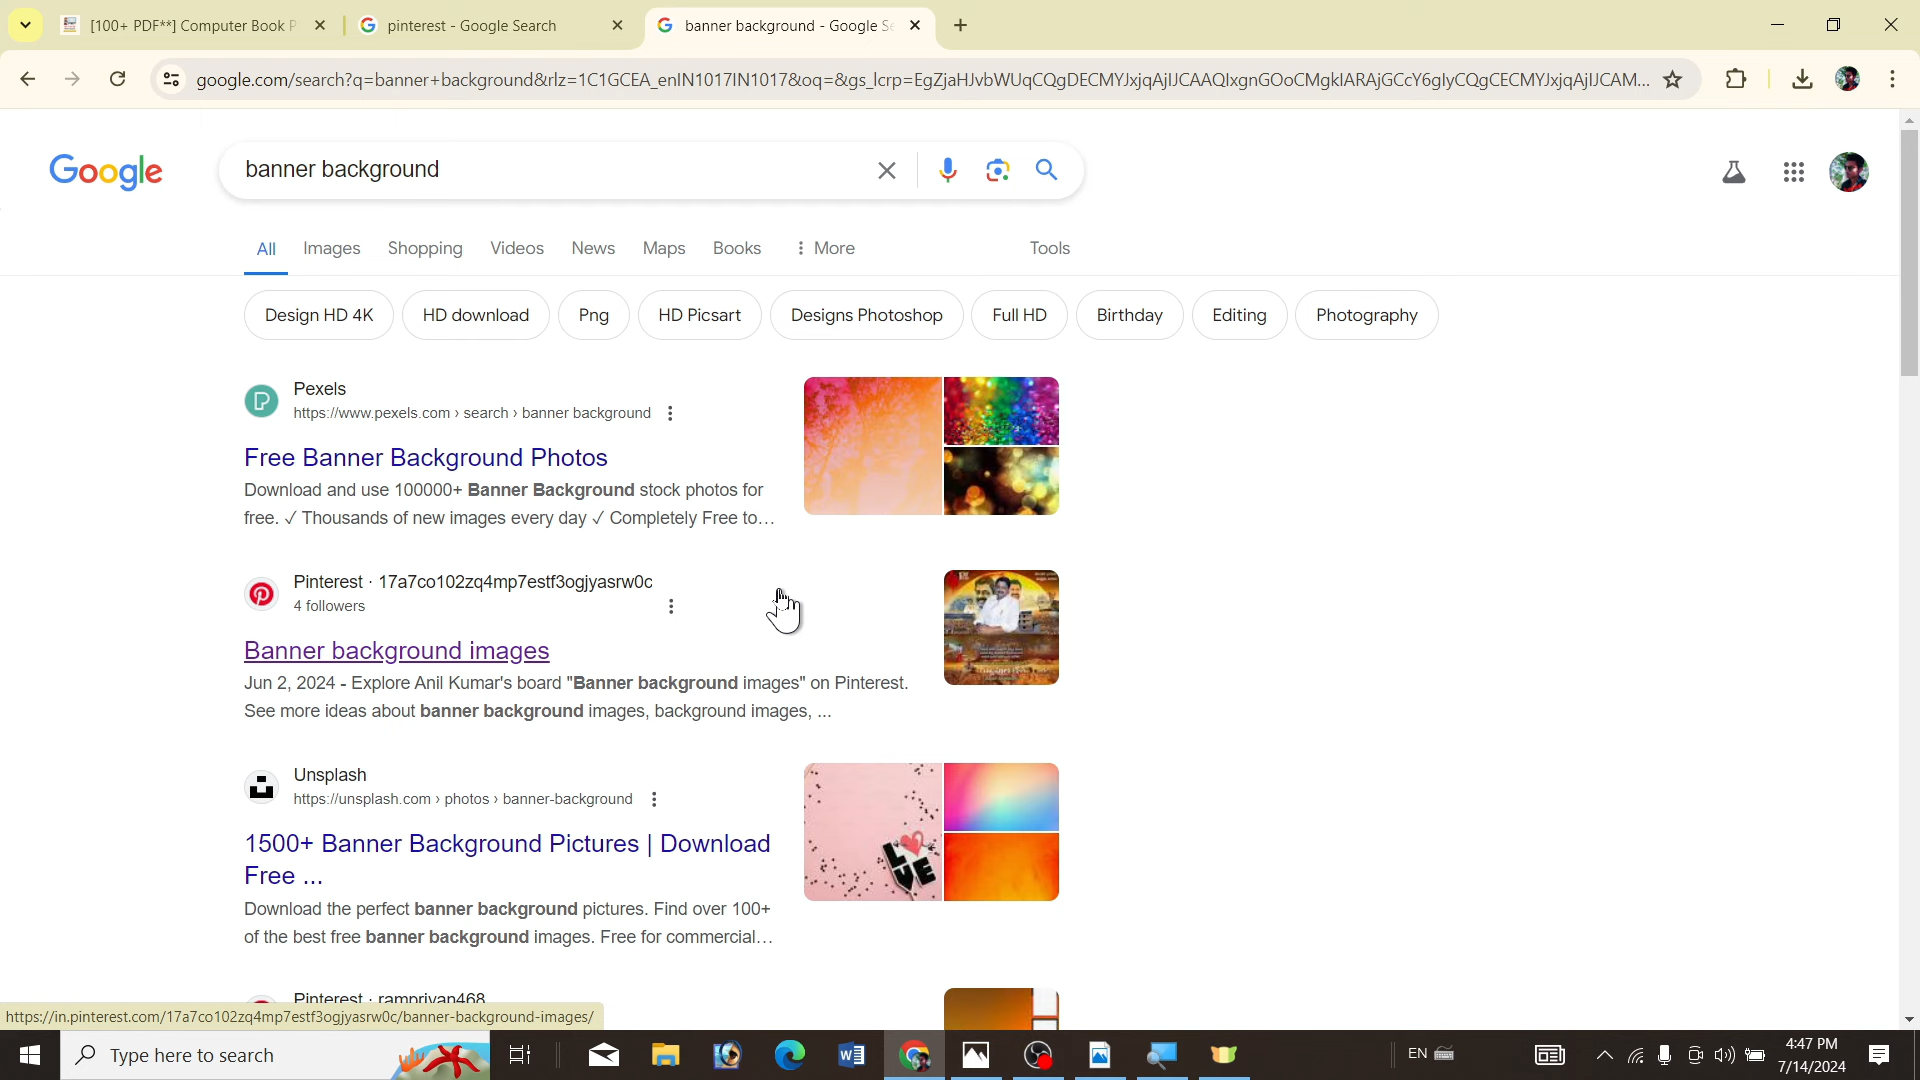 [100+ PDF**] Computer Book P
pinterest - Google Search
banner background - Google Se
google.com/search?q=banner+background&rlz=1C1GCEA_enIN1017IN1017&oq=&gs_lcrp=EgZjaHJvbWUqCQgDECMYJxjqAjIJCAAQIxgnGOoCMgkIARAjGCcY6gIyCQgCECMYJxjqAjIJCAM...
Google
banner background
All
Images
Shopping
Videos
News
Maps
Books
More
Tools
Design HD 4K
HD download
Png
HD Picsart
Designs Photoshop
Full HD
Birthday
Editing
Photography
Pexels
https://www.pexels.com › search › banner background
Free Banner Background Photos
Download and use 100000+ Banner Background stock photos for
free. ✓ Thousands of new images every day ✓ Completely Free to...
Pinterest · 17a7co102zq4mp7estf3ogjyasrw0c
4 followers
Banner background images
Jun 2, 2024 - Explore Anil Kumar's board "Banner background images" on Pinterest.
See more ideas about banner background images, background images, ...
Unsplash
https://unsplash.com › photos › banner-background
1500+ Banner Background Pictures | Download
Free ...
Download the perfect banner background pictures. Find over 100+
of the best free banner background images. Free for commercial...
LOVE
Pinterest · rampriyan468
https://in.pinterest.com/17a7co102zq4mp7estf3ogjyasrw0c/banner-background-images/
Type here to search
EN
4:47 PM
7/14/2024